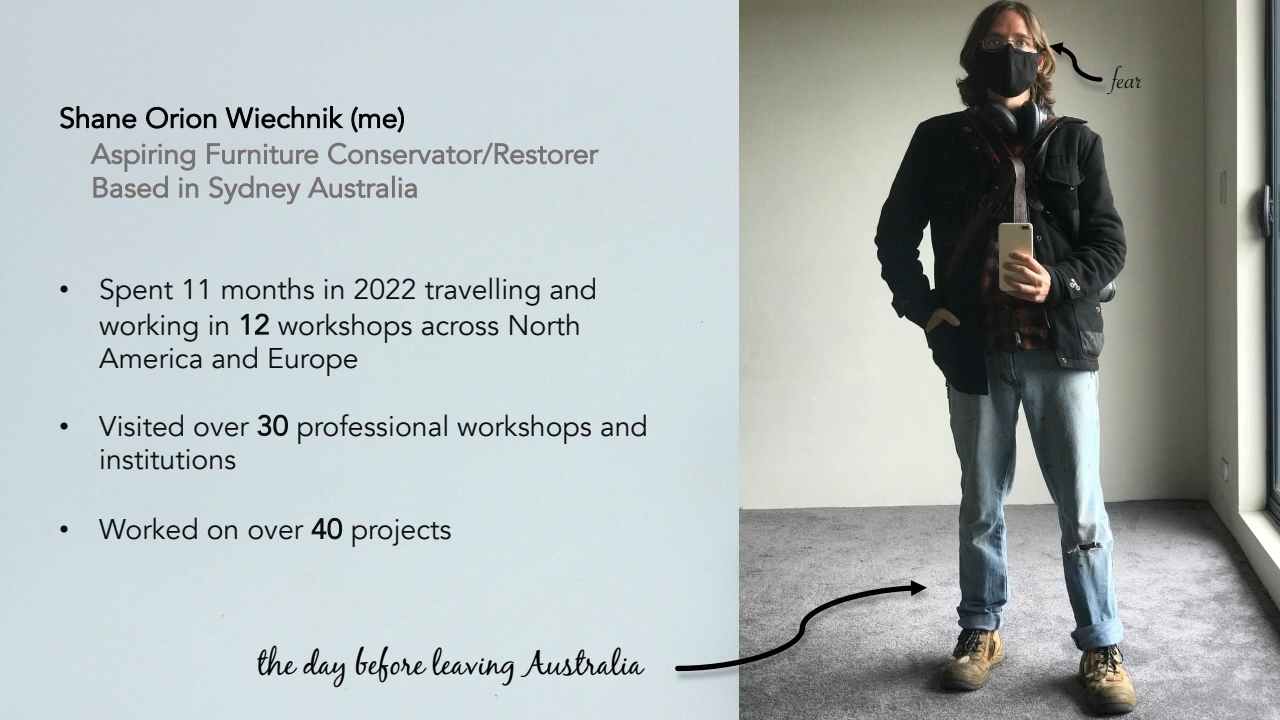 Shane Orion Wiechnik (me)
Aspiring Furniture Conservator/Restorer
Based in Sydney Australia
• Spent 11 months in 2022 travelling and
working in 12 workshops across North
America and Europe
• Visited over 30 professional workshops and
institutions
• Worked on over 40 projects
the day before leaving Australia
fear